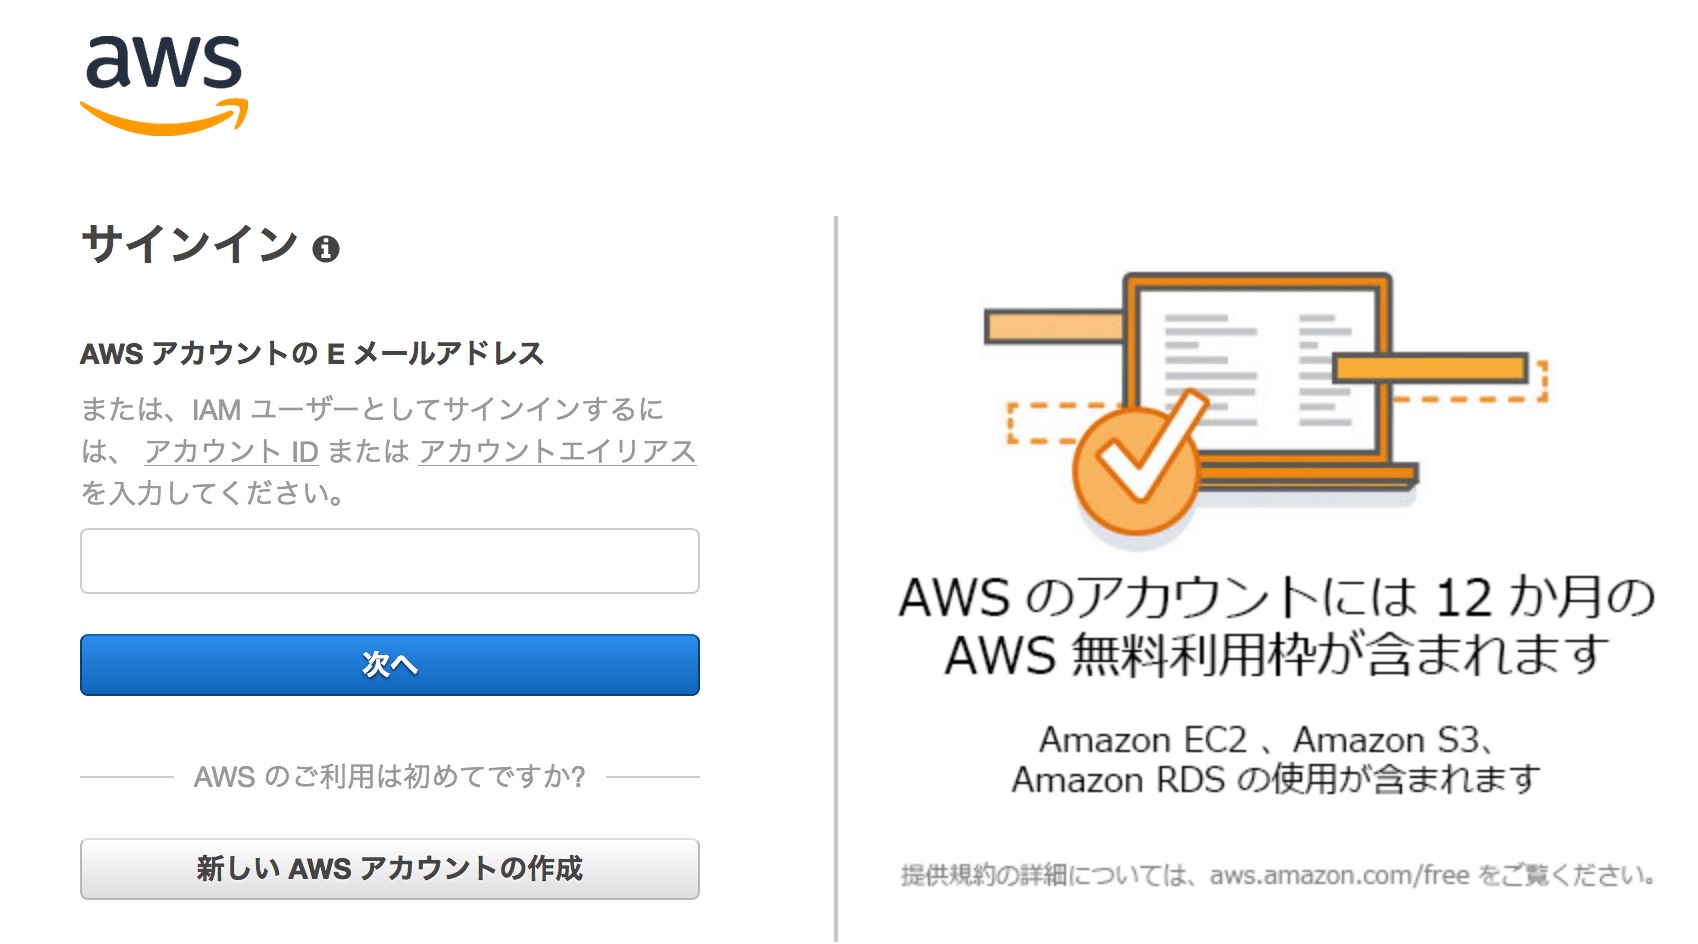 aws
サインイン
AWS アカウントの E メールアドレス
または、IAM ユーザーとしてサインインするに
は、 アカウント ID または アカウントエイリアス
を入力してください。
次へ
AWS のご利用は初めてですか?
新しい AWS アカウントの作成
AWS のアカウントには 12 か月の
AWS 無料利用枠が含まれます
Amazon EC2 、Amazon S3、
Amazon RDS の使用が含まれます
提供規約の詳細については、aws.amazon.com/free をご覧ください。